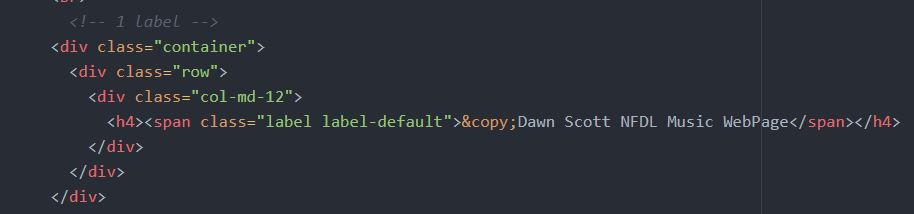 <!-- 1 label -->
<div class="container">
<div class="row">
<div class="col-md-12">
<h4><span class="label label-default">&copy;Dawn Scott NFDL Music WebPage</span></h4>
</div>
</div>
</div>